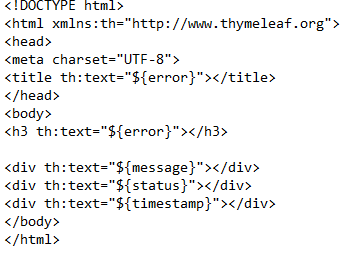 <!DOCTYPE html>
<html xmlns:th="http://www.thymeleaf.org">
<head>
<meta charset="UTF-8">
<title th:text="${error}"></title>
</head>
<body>
<h3 th:text="${error}"></h3>
<div th:text="${message}"></div>
<div th:text="${status}"></div>
<div th:text="${timestamp}"></div>
</body>
</html>